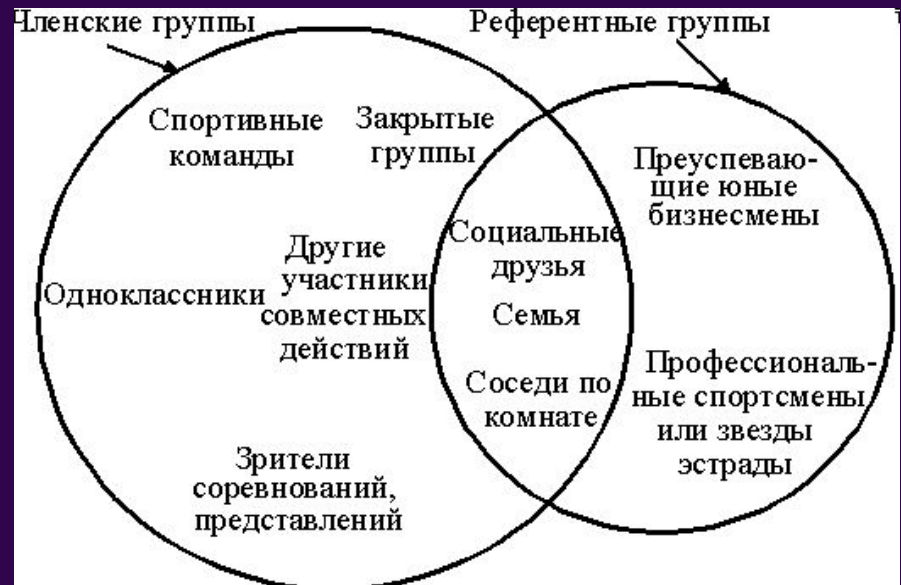 Членские группы
Референтные группы
Спортивные
команды
Закрытые
группы
Преуспеваю-
щие юные
бизнесмены
Социальные
друзья
Другие
участники
совместных
действий
Одноклассники
Семья
Соседи по
комнате
Профессиональ-
ные спортсмены
или звезды
эстрады
Зрители
соревнований,
представлений